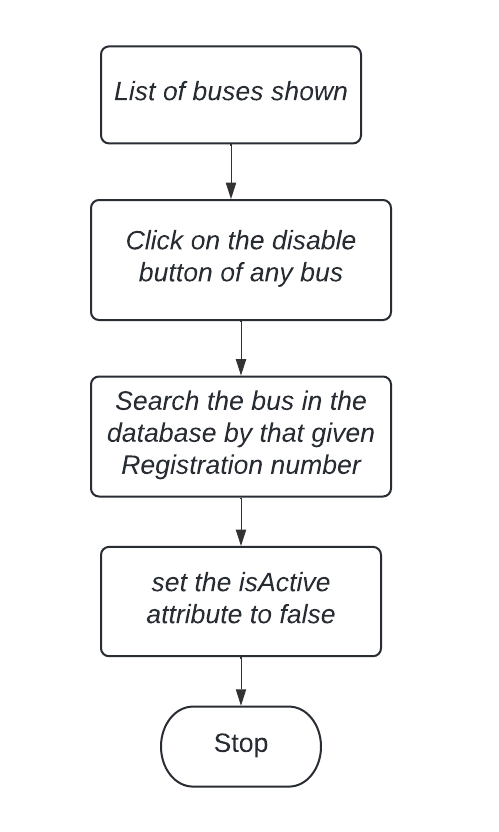 List of buses shown
Click on the disable
button of any bus
Search the bus in the
database by that given
Registration number
set the isActive
attribute to false
Stop